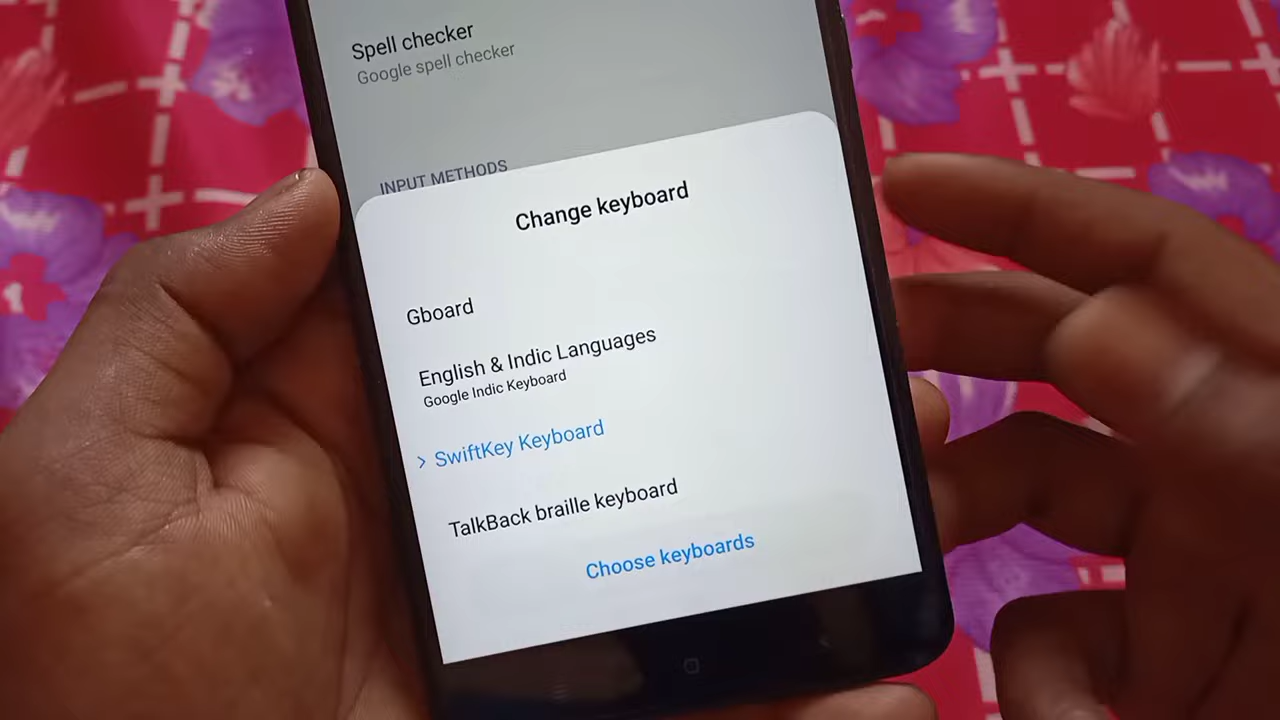 Spell checker
Google spell checker
INPUT METHODS
Change keyboard
Gboard
English & Indic Languages
Google Indic Keyboard
> SwiftKey Keyboard
TalkBack braille keyboard
Choose keyboards